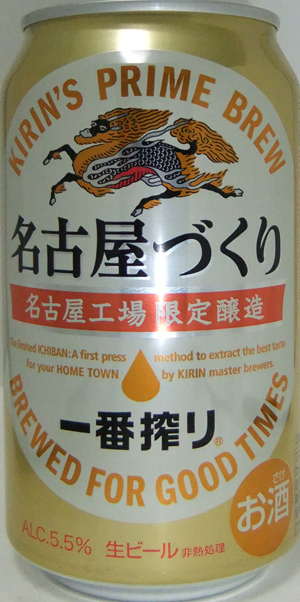 KIRIN'S PRIME BREW
名古屋づくり
名古屋工場 限定醸造
The limited ICHIBAN: A first press method to extract the best taste
for your HOME TOWN by KIRIN master brewers.
一番搾り®
BREWED FOR GOOD TIMES
さけ
お酒
ALC.5.5% 生ビール 非熱処理